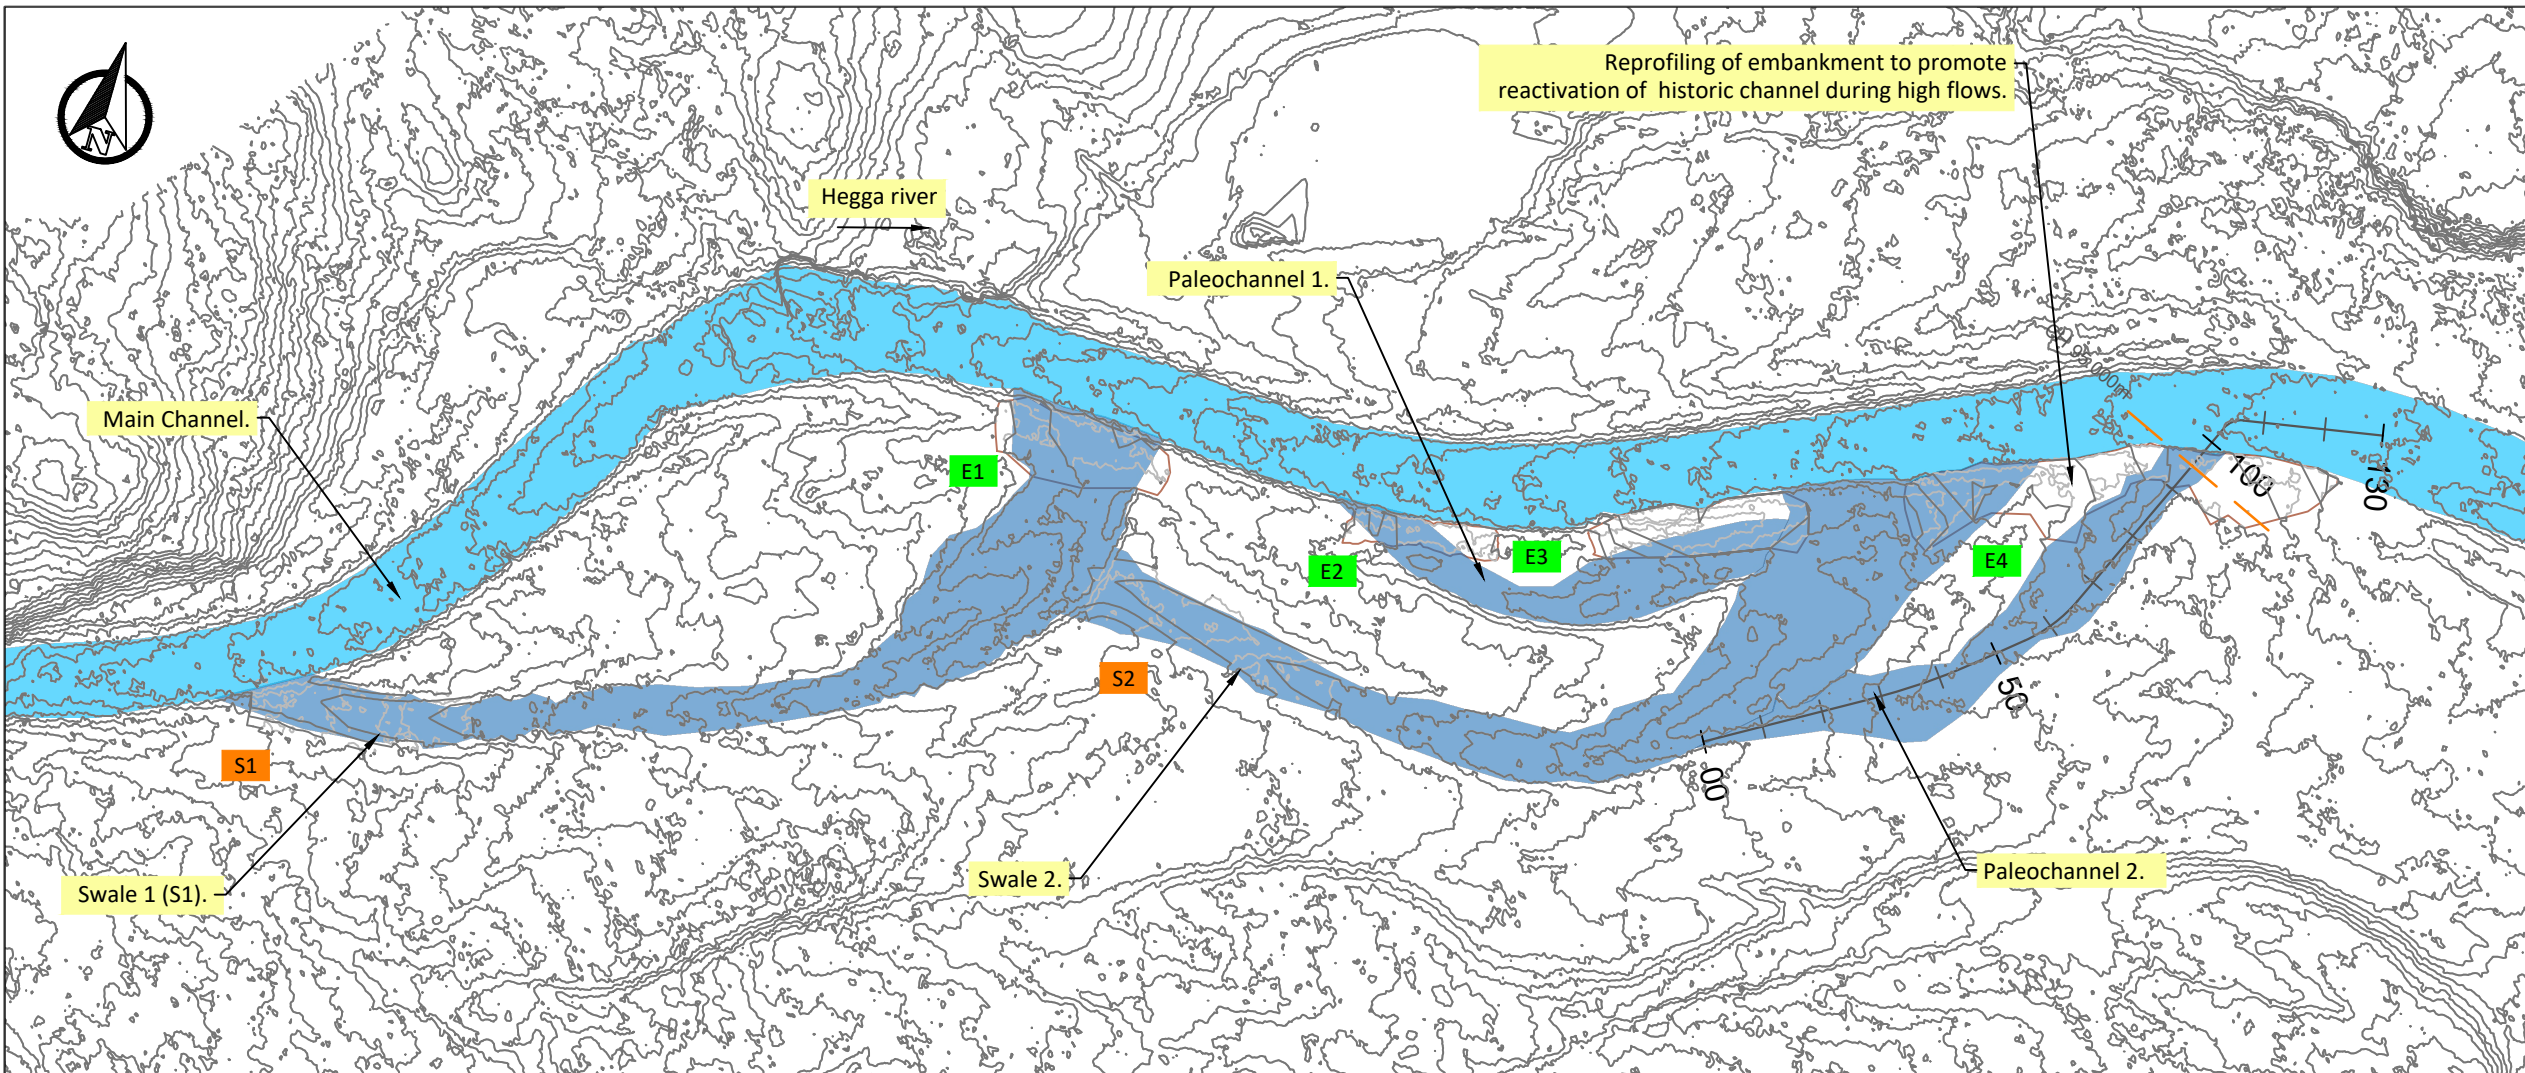 Reprofiling of embankment to promote
reactivation of historic channel during high flows.
N
Hegga river
Paleochannel 1.
Main Channel.
E1
E2
E3
E4
100
130
S2
S1
50
00
Swale 2.
Paleochannel 2.
Swale 1 (S1).